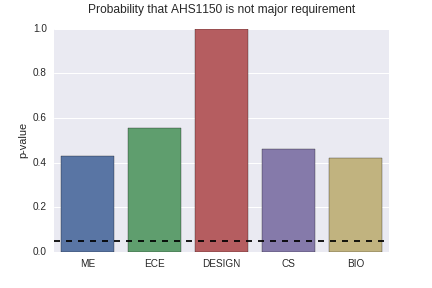 Probability that AHS1150 is not major requirement
1.0
0.8
0.6
0.4
0.2
0.0
p-value
ME ECE DESIGN CS BIO